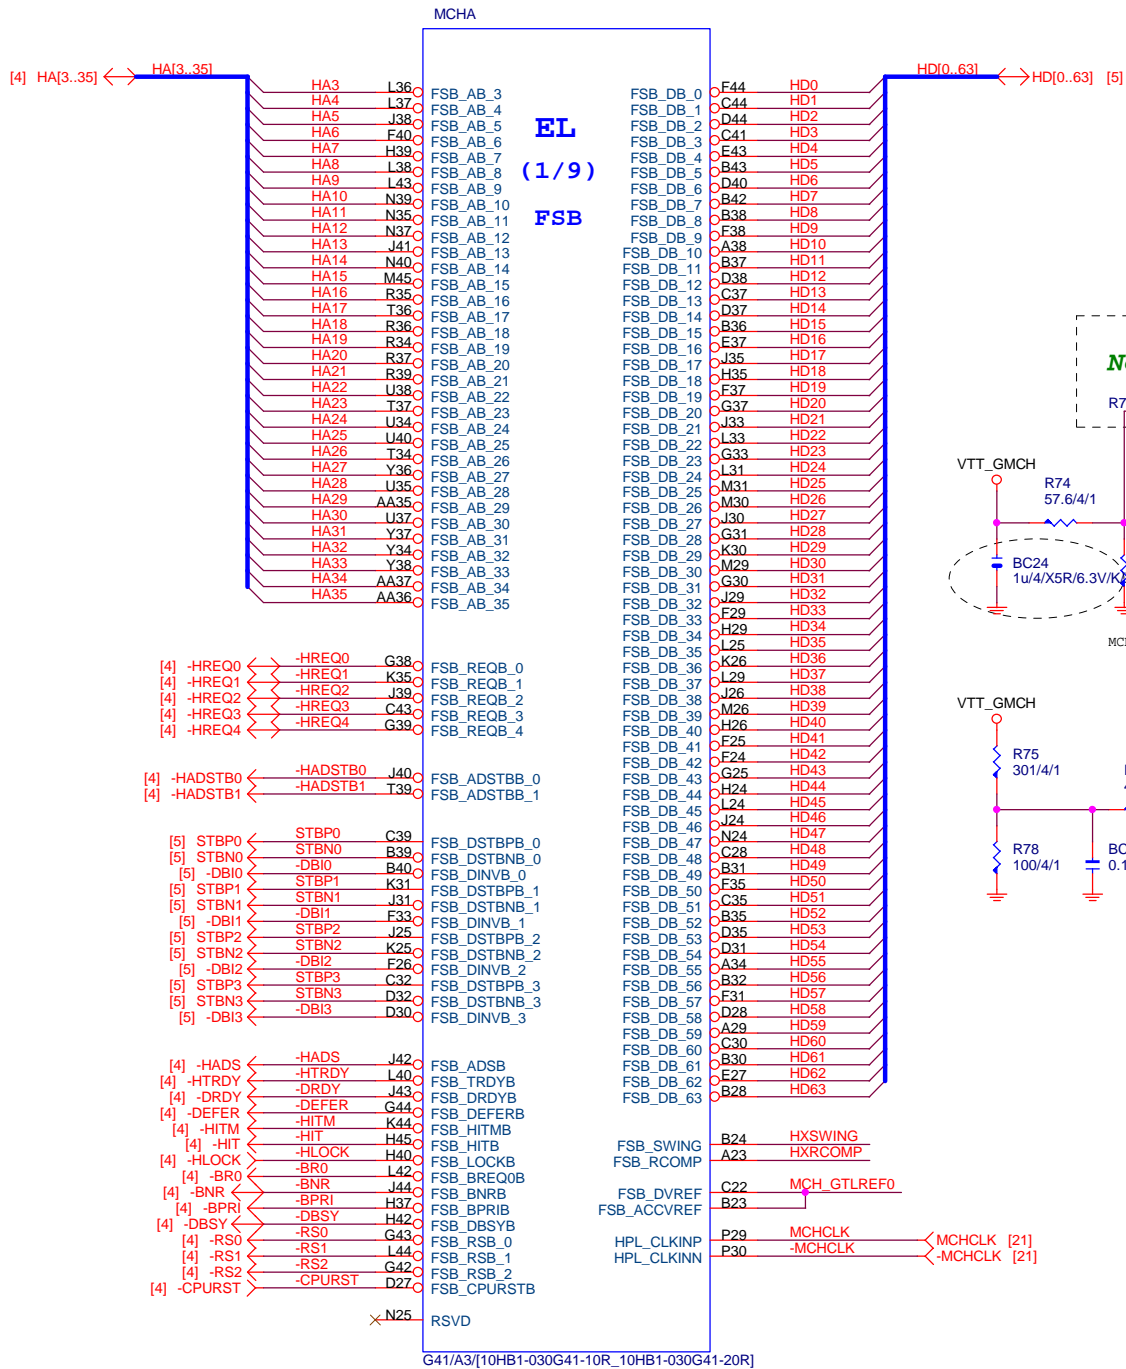 MCHA
[4] HA[3..35] HA[3..35] HD[0..63] HD[0..63] [5]
EL
(1/9)
FSB
HA3 L36 FSB_AB_3
HA4 L37 FSB_AB_4
HA5 J38 FSB_AB_5
HA6 F40 FSB_AB_6
HA7 H39 FSB_AB_7
HA8 L38 FSB_AB_8
HA9 L43 FSB_AB_9
HA10 N39 FSB_AB_10
HA11 N35 FSB_AB_11
HA12 N37 FSB_AB_12
HA13 J41 FSB_AB_13
HA14 N40 FSB_AB_14
HA15 M45 FSB_AB_15
HA16 R35 FSB_AB_16
HA17 T36 FSB_AB_17
HA18 R36 FSB_AB_18
HA19 R34 FSB_AB_19
HA20 R37 FSB_AB_20
HA21 R39 FSB_AB_21
HA22 U38 FSB_AB_22
HA23 T37 FSB_AB_23
HA24 U34 FSB_AB_24
HA25 U40 FSB_AB_25
HA26 T34 FSB_AB_26
HA27 Y36 FSB_AB_27
HA28 U35 FSB_AB_28
HA29 AA35 FSB_AB_29
HA30 U37 FSB_AB_30
HA31 Y37 FSB_AB_31
HA32 Y34 FSB_AB_32
HA33 Y38 FSB_AB_33
HA34 AA37 FSB_AB_34
HA35 AA36 FSB_AB_35
[4] -HREQ0 -HREQ0 G38 FSB_REQB_0
[4] -HREQ1 -HREQ1 K35 FSB_REQB_1
[4] -HREQ2 -HREQ2 J39 FSB_REQB_2
[4] -HREQ3 -HREQ3 C43 FSB_REQB_3
[4] -HREQ4 -HREQ4 G39 FSB_REQB_4
[4] -HADSTB0 -HADSTB0 J40 FSB_ADSTBB_0
[4] -HADSTB1 -HADSTB1 T39 FSB_ADSTBB_1
[5] STBP0 STBP0 C39 FSB_DSTBPB_0
[5] STBN0 STBN0 B39 FSB_DSTBNB_0
[5] -DBI0 -DBI0 B40 FSB_DINVB_0
[5] STBP1 STBP1 K31 FSB_DSTBPB_1
[5] STBN1 STBN1 J31 FSB_DSTBNB_1
[5] -DBI1 -DBI1 F33 FSB_DINVB_1
[5] STBP2 STBP2 J25 FSB_DSTBPB_2
[5] STBN2 STBN2 K25 FSB_DSTBNB_2
[5] -DBI2 -DBI2 F26 FSB_DINVB_2
[5] STBP3 STBP3 C32 FSB_DSTBPB_3
[5] STBN3 STBN3 D32 FSB_DSTBNB_3
[5] -DBI3 -DBI3 D30 FSB_DINVB_3
[4] -HADS -HADS J42 FSB_ADSB
[4] -HTRDY -HTRDY L40 FSB_TRDYB
[4] -DRDY -DRDY J43 FSB_DRDYB
[4] -DEFER -DEFER G44 FSB_DEFERB
[4] -HITM -HITM K44 FSB_HITMB
[4] -HIT -HIT H45 FSB_HITB
[4] -HLOCK -HLOCK H40 FSB_LOCKB
[4] -BR0 -BR0 L42 FSB_BREQ0B
[4] -BNR -BNR J44 FSB_BNRB
[4] -BPRI -BPRI H37 FSB_BPRIB
[4] -DBSY -DBSY H42 FSB_DBSYB
[4] -RS0 -RS0 G43 FSB_RSB_0
[4] -RS1 -RS1 L44 FSB_RSB_1
[4] -RS2 -RS2 G42 FSB_RSB_2
[4] -CPURST -CPURST D27 FSB_CPURSTB
N25 RSVD
FSB_DB_0 F44 HD0
FSB_DB_1 C44 HD1
FSB_DB_2 D44 HD2
FSB_DB_3 C41 HD3
FSB_DB_4 E43 HD4
FSB_DB_5 B43 HD5
FSB_DB_6 D40 HD6
FSB_DB_7 B42 HD7
FSB_DB_8 B38 HD8
FSB_DB_9 F38 HD9
FSB_DB_10 A38 HD10
FSB_DB_11 B37 HD11
FSB_DB_12 D38 HD12
FSB_DB_13 C37 HD13
FSB_DB_14 D37 HD14
FSB_DB_15 B36 HD15
FSB_DB_16 E37 HD16
FSB_DB_17 J35 HD17
FSB_DB_18 H35 HD18
FSB_DB_19 F37 HD19
FSB_DB_20 G37 HD20
FSB_DB_21 J33 HD21
FSB_DB_22 L33 HD22
FSB_DB_23 G33 HD23
FSB_DB_24 L31 HD24
FSB_DB_25 M31 HD25
FSB_DB_26 M30 HD26
FSB_DB_27 J30 HD27
FSB_DB_28 G31 HD28
FSB_DB_29 K30 HD29
FSB_DB_30 M29 HD30
FSB_DB_31 G30 HD31
FSB_DB_32 J29 HD32
FSB_DB_33 F29 HD33
FSB_DB_34 H29 HD34
FSB_DB_35 L25 HD35
FSB_DB_36 K26 HD36
FSB_DB_37 L29 HD37
FSB_DB_38 J26 HD38
FSB_DB_39 M26 HD39
FSB_DB_40 H26 HD40
FSB_DB_41 F25 HD41
FSB_DB_42 F24 HD42
FSB_DB_43 G25 HD43
FSB_DB_44 H24 HD44
FSB_DB_45 L24 HD45
FSB_DB_46 J24 HD46
FSB_DB_47 N24 HD47
FSB_DB_48 C28 HD48
FSB_DB_49 B31 HD49
FSB_DB_50 F35 HD50
FSB_DB_51 C35 HD51
FSB_DB_52 B35 HD52
FSB_DB_53 D35 HD53
FSB_DB_54 D31 HD54
FSB_DB_55 A34 HD55
FSB_DB_56 B32 HD56
FSB_DB_57 F31 HD57
FSB_DB_58 D28 HD58
FSB_DB_59 A29 HD59
FSB_DB_60 C30 HD60
FSB_DB_61 B30 HD61
FSB_DB_62 E27 HD62
FSB_DB_63 B28 HD63
FSB_SWING B24 HXSWING
FSB_RCOMP A23 HXRCOMP
FSB_DVREF C22 MCH_GTLREF0
FSB_ACCVREF B23
HPL_CLKINP P29 MCHCLK MCHCLK [21]
HPL_CLKINN P30 -MCHCLK -MCHCLK [21]
G41/A3/[10HB1-030G41-10R_10HB1-030G41-20R]
R7
VTT_GMCH
R74
57.6/4/1
BC24
1u/4/X5R/6.3V/K
MC
VTT_GMCH
R75
301/4/1
R78
100/4/1
BC
0.1